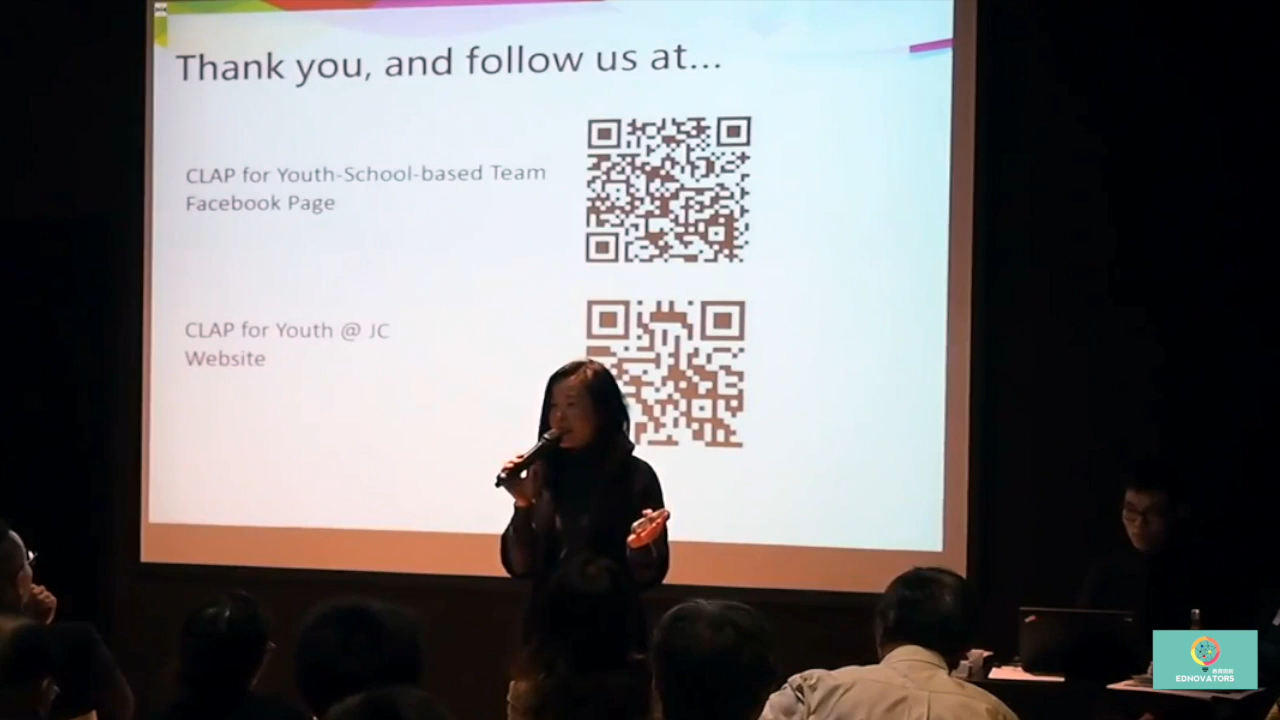 Thank you, and follow us at...
CLAP for Youth-School-based Team
Facebook Page
CLAP for Youth @ JC
Website
EDNOVATORS